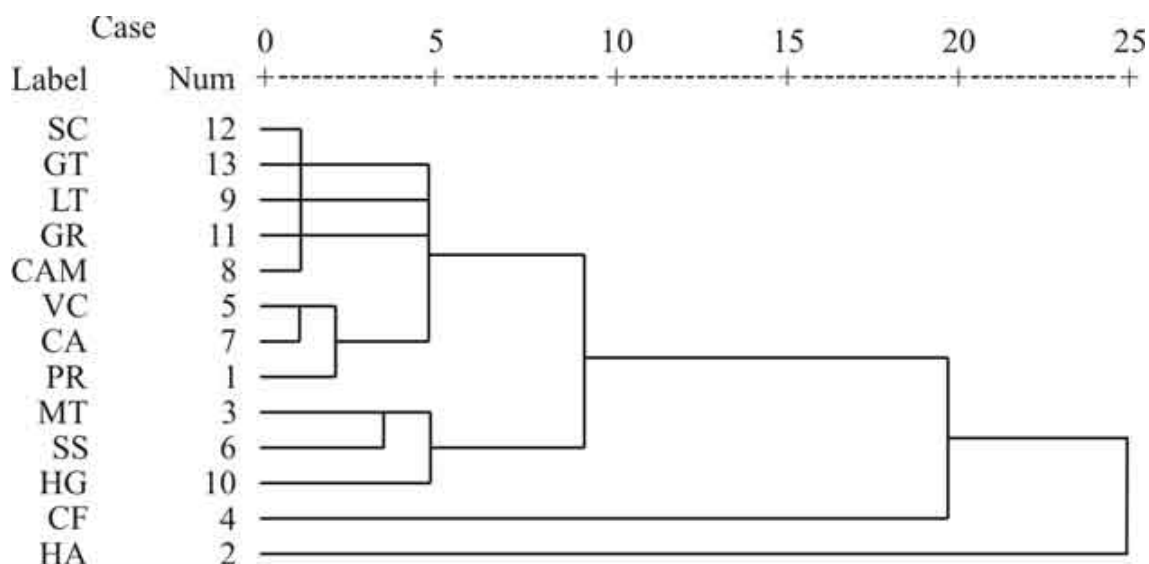 Case 0 5 10 15 20 25
Label Num
SC 12
GT 13
LT 9
GR 11
CAM 8
VC 5
CA 7
PR 1
MT 3
SS 6
HG 10
CF 4
HA 2